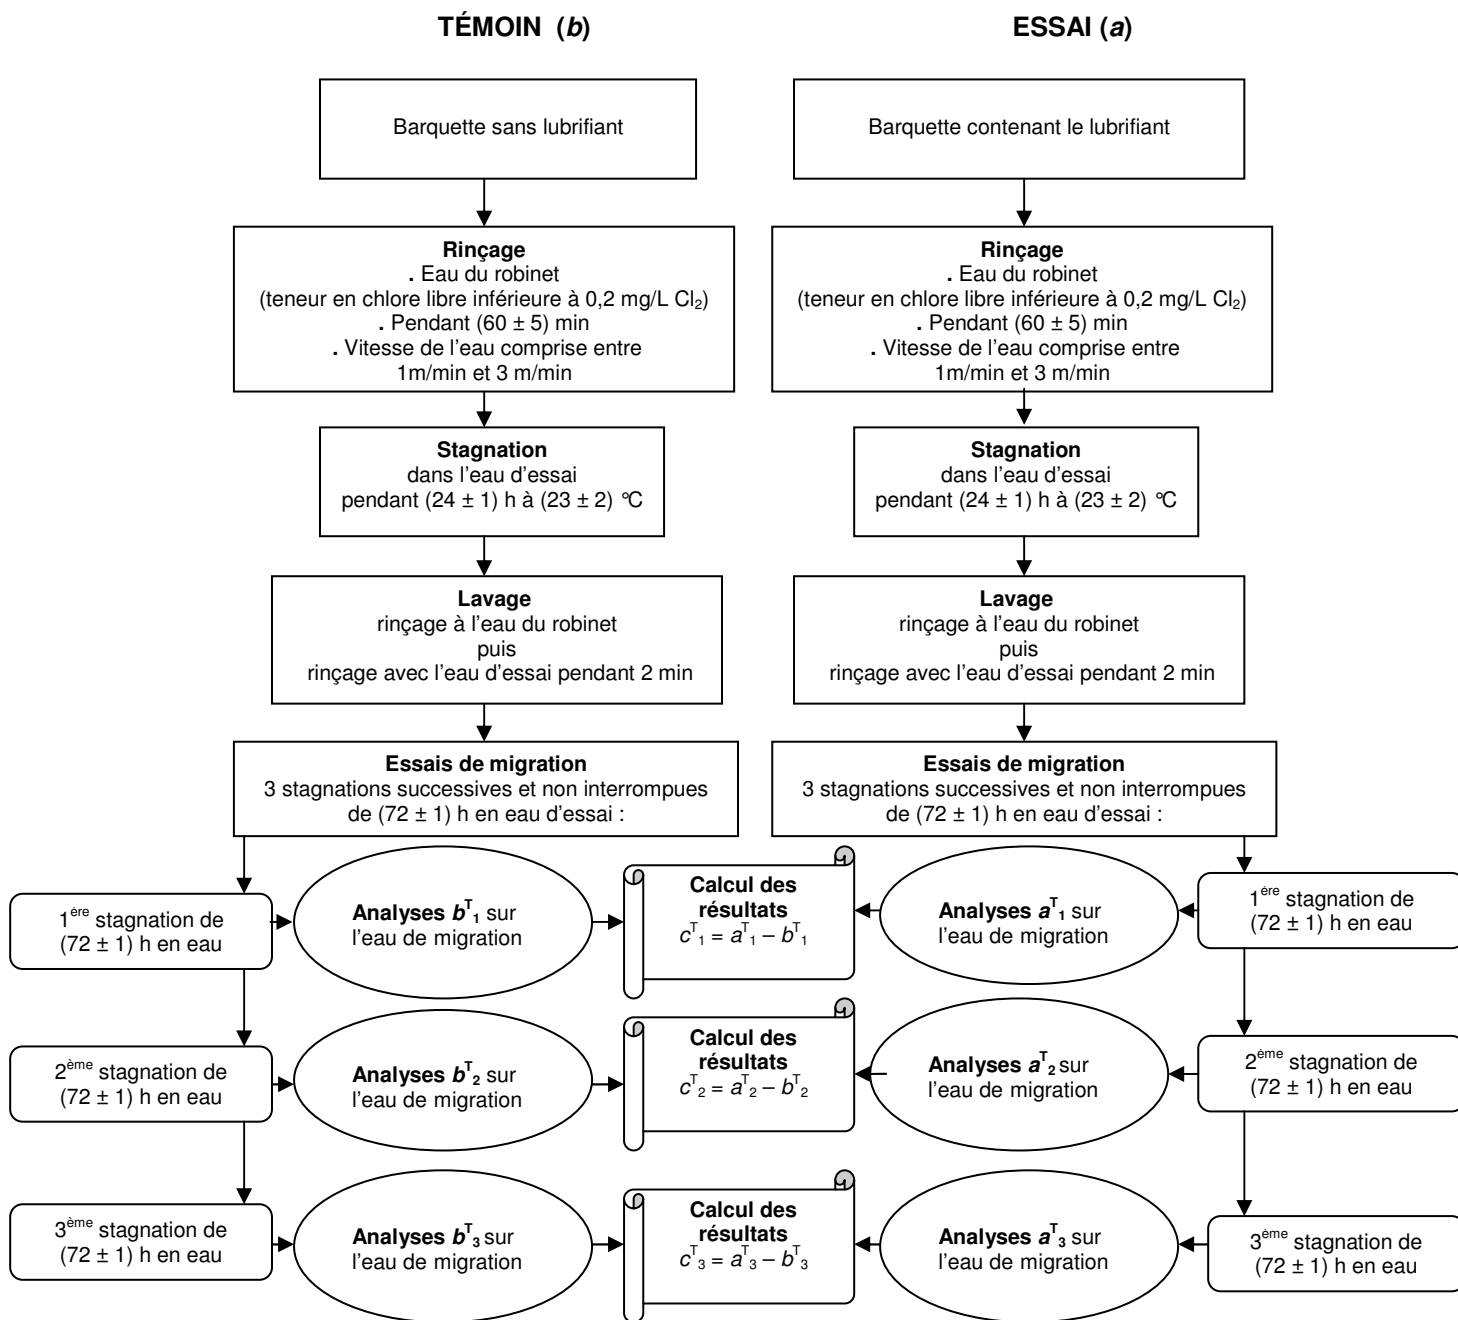 TÉMOIN (b)
ESSAI (a)
Barquette sans lubrifiant
Barquette contenant le lubrifiant
Rinçage
. Eau du robinet
(teneur en chlore libre inférieure à 0,2 mg/L Cl₂)
. Pendant (60 ± 5) min
. Vitesse de l'eau comprise entre
1m/min et 3 m/min
Rinçage
. Eau du robinet
(teneur en chlore libre inférieure à 0,2 mg/L Cl₂)
. Pendant (60 ± 5) min
. Vitesse de l'eau comprise entre
1m/min et 3 m/min
Stagnation
dans l'eau d'essai
pendant (24 ± 1) h à (23 ± 2) °C
Stagnation
dans l'eau d'essai
pendant (24 ± 1) h à (23 ± 2) °C
Lavage
rinçage à l'eau du robinet
puis
rinçage avec l'eau d'essai pendant 2 min
Lavage
rinçage à l'eau du robinet
puis
rinçage avec l'eau d'essai pendant 2 min
Essais de migration
3 stagnations successives et non interrompues
de (72 ± 1) h en eau d'essai :
Essais de migration
3 stagnations successives et non interrompues
de (72 ± 1) h en eau d'essai :
1ère stagnation de
(72 ± 1) h en eau
Analyses bᵀ₁ sur
l'eau de migration
Calcul des
résultats
cᵀ₁ = aᵀ₁ – bᵀ₁
Analyses aᵀ₁ sur
l'eau de migration
1ère stagnation de
(72 ± 1) h en eau
2ème stagnation de
(72 ± 1) h en eau
Analyses bᵀ₂ sur
l'eau de migration
Calcul des
résultats
cᵀ₂ = aᵀ₂ – bᵀ₂
Analyses aᵀ₂ sur
l'eau de migration
2ème stagnation de
(72 ± 1) h en eau
3ème stagnation de
(72 ± 1) h en eau
Analyses bᵀ₃ sur
l'eau de migration
Calcul des
résultats
cᵀ₃ = aᵀ₃ – bᵀ₃
Analyses aᵀ₃ sur
l'eau de migration
3ème stagnation de
(72 ± 1) h en eau